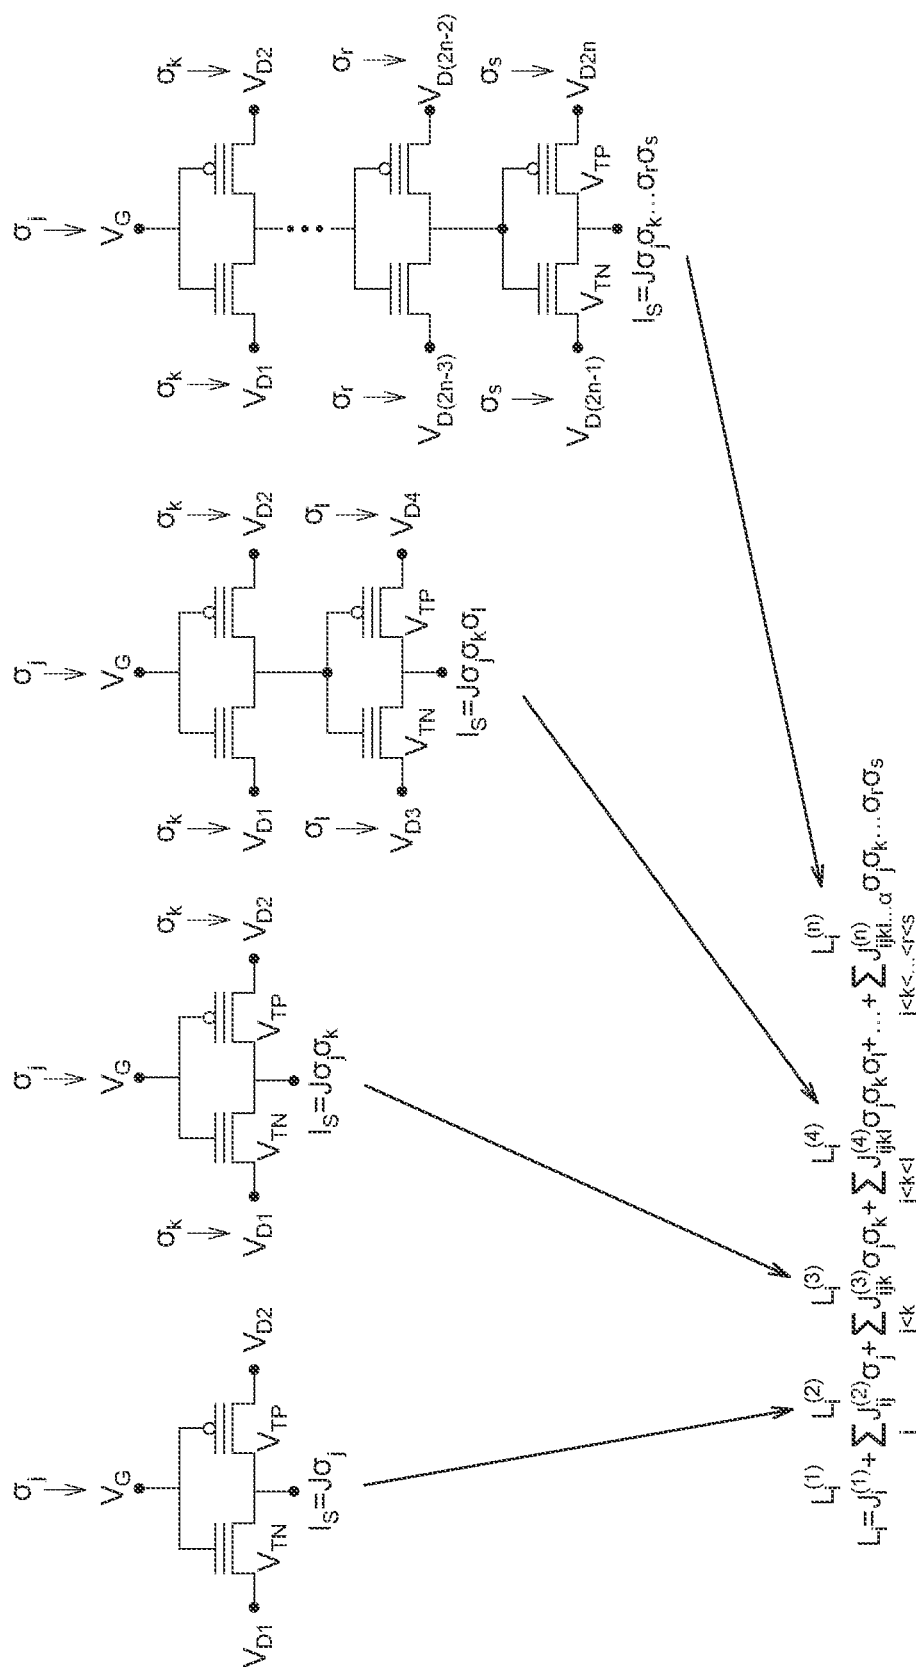 σj
VG
VD1 VD2
VTN VTP
IS=Jσj
σj
VG
σk σk
VD1 VD2
VTN VTP
IS=Jσjσk
σj
VG
σk σk
VD1 VD2
σl σl
VD3 VD4
VTN VTP
IS=Jσjσkσl
σj
VG
σk σk
VD1 VD2
...
σr σr
VD(2n-3) VD(2n-2)
σs σs
VD(2n-1) VD2n
VTN VTP
IS=Jσjσk...σrσs
Li(1) Li(2) Li(3) Li(4) Li(n)
Li=Ji(1)+∑Jij(2)σj+∑Jijk(3)σjσk+∑Jijkl(4)σjσkσl+...+∑Jijkl...α(n)σjσk...σrσs
j j<k j<k<l j<k<...<r<s